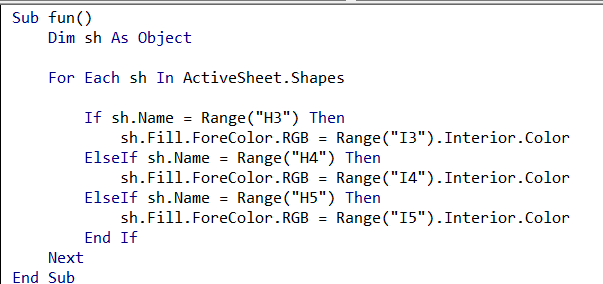 Sub fun()
    Dim sh As Object
    For Each sh In ActiveSheet.Shapes
        If sh.Name = Range("H3") Then
            sh.Fill.ForeColor.RGB = Range("I3").Interior.Color
        ElseIf sh.Name = Range("H4") Then
            sh.Fill.ForeColor.RGB = Range("I4").Interior.Color
        ElseIf sh.Name = Range("H5") Then
            sh.Fill.ForeColor.RGB = Range("I5").Interior.Color
        End If
    Next
End Sub